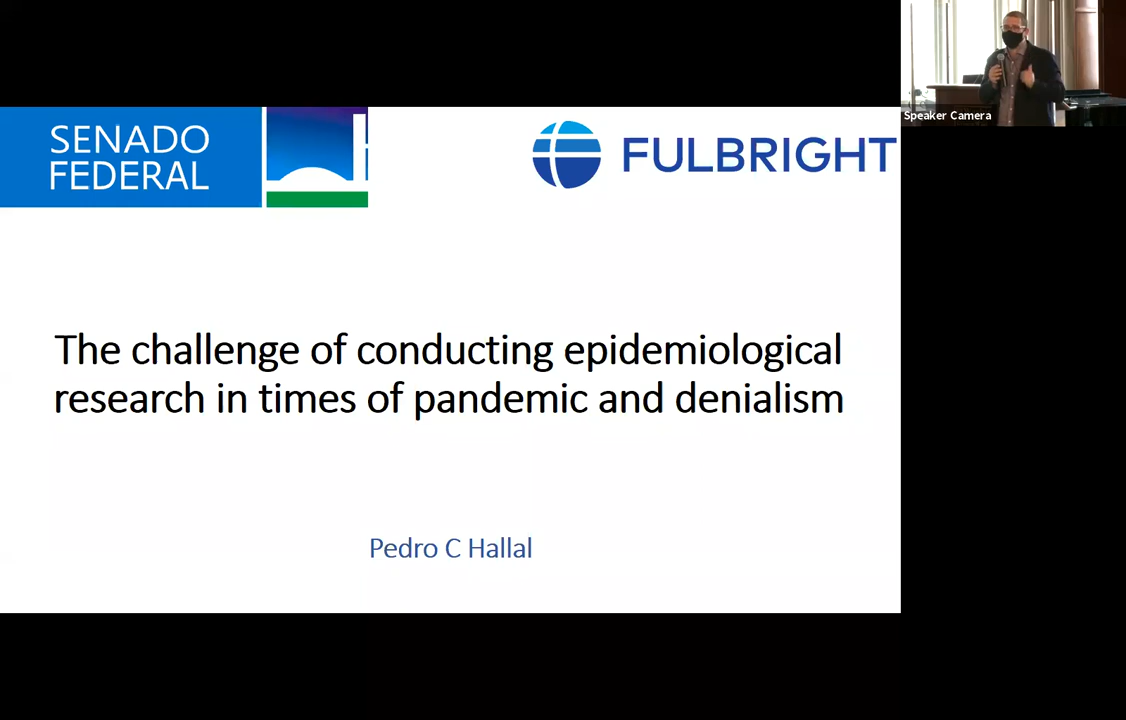 Speaker Camera
SENADO
FEDERAL
FULBRIGHT
The challenge of conducting epidemiological
research in times of pandemic and denialism
Pedro C Hallal